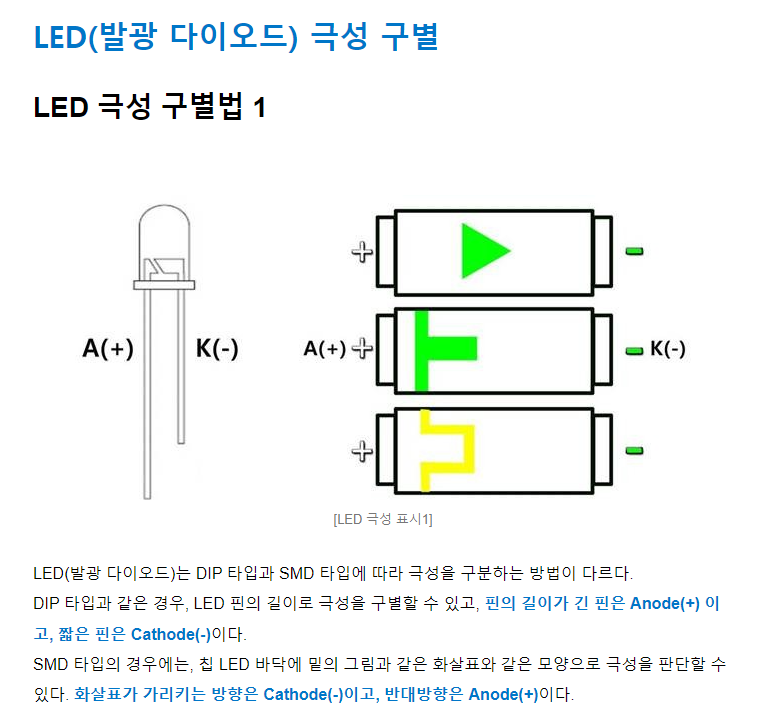 LED(발광 다이오드) 극성 구별
LED 극성 구별법 1
+ -
A(+) K(-) A(+) + - K(-)
+ -
[LED 극성 표시1]
LED(발광 다이오드)는 DIP 타입과 SMD 타입에 따라 극성을 구분하는 방법이 다르다.
DIP 타입과 같은 경우, LED 핀의 길이로 극성을 구별할 수 있고, 핀의 길이가 긴 핀은 Anode(+) 이
고, 짧은 핀은 Cathode(-)이다.
SMD 타입의 경우에는, 칩 LED 바닥에 밑의 그림과 같은 화살표와 같은 모양으로 극성을 판단할 수
있다. 화살표가 가리키는 방향은 Cathode(-)이고, 반대방향은 Anode(+)이다.